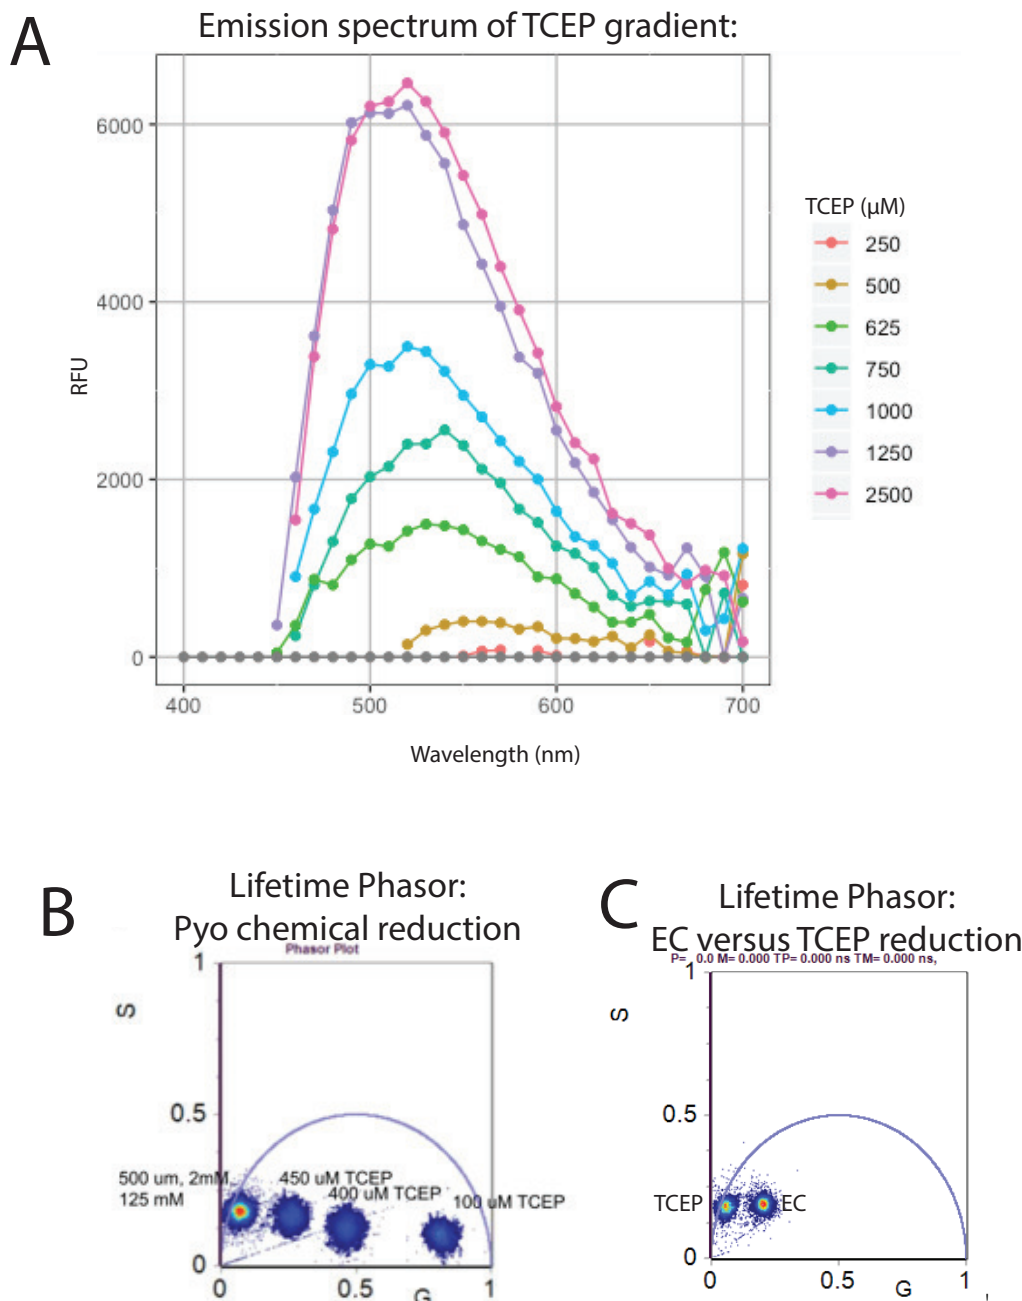 A
Emission spectrum of TCEP gradient:
6000
4000
2000
0
RFU
400
500
600
700
Wavelength (nm)
TCEP (µM)
250
500
625
750
1000
1250
2500
B
Lifetime Phasor:
Pyo chemical reduction
Phasor Plot
1
S
0.5
500 um, 2mM,
125 mM
450 uM TCEP
400 uM TCEP
100 uM TCEP
0
0
0.5
1
G
C
Lifetime Phasor:
EC versus TCEP reduction
P= 0.0 M= 0.000 TP= 0.000 ns TM= 0.000 ns,
1
S
0.5
TCEP
EC
0
0
0.5
G
1